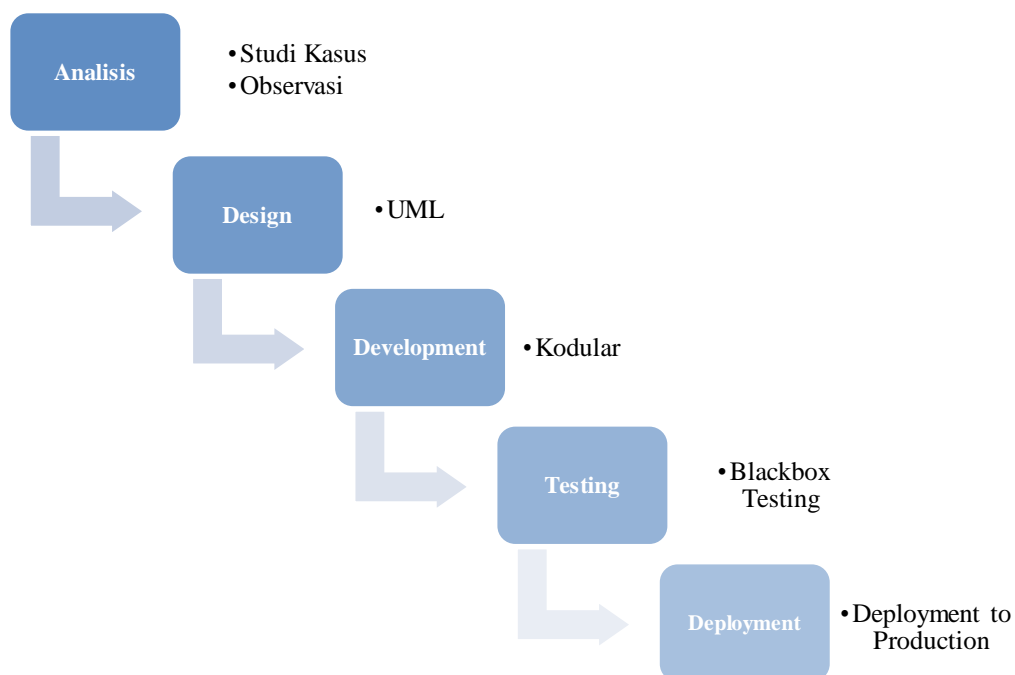 Analisis
•Studi Kasus
•Observasi
Design
•UML
Development
•Kodular
Testing
•Blackbox
Testing
Deployment
•Deployment to
Production